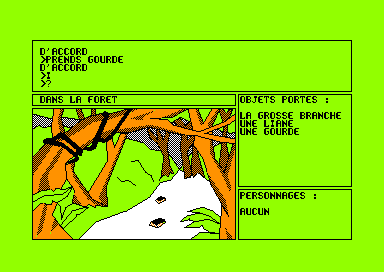 D'ACCORD
>PRENDS GOURDE
D'ACCORD
>I
>?
DANS LA FORET
OBJETS PORTES :
LA GROSSE BRANCHE
UNE LIANE
UNE GOURDE
PERSONNAGES :
AUCUN